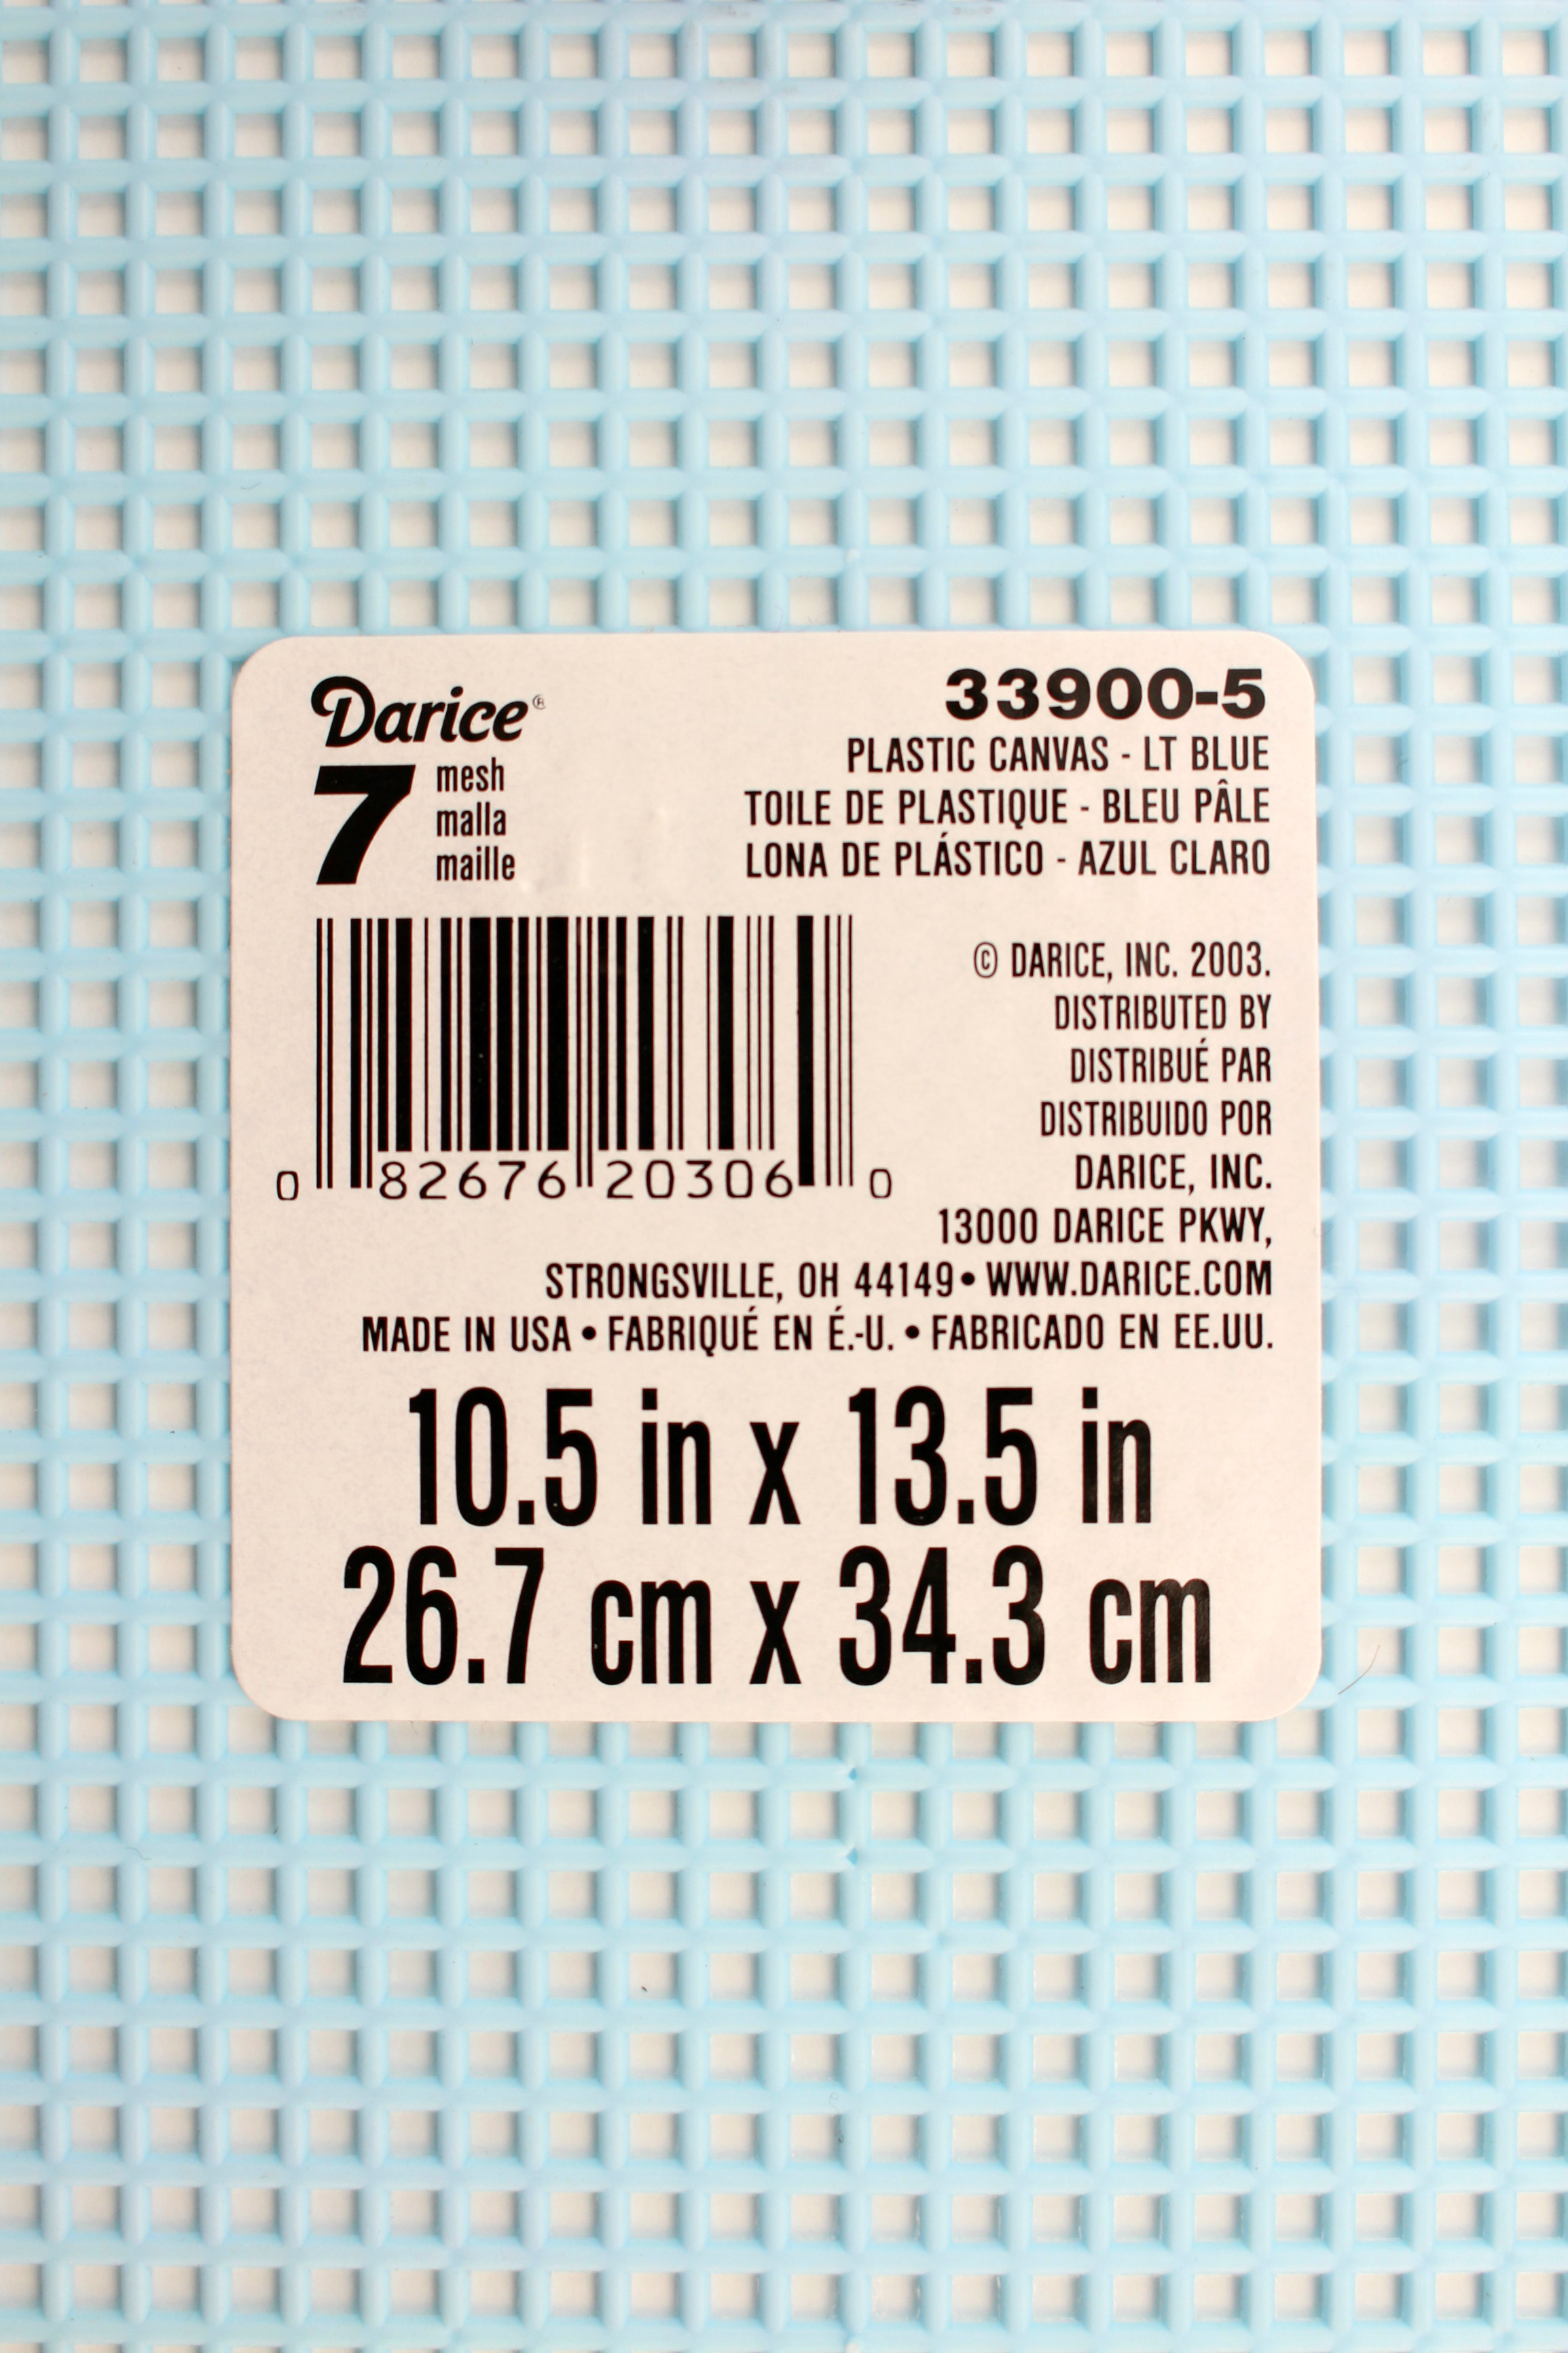 Darice®
7 mesh
malla
maille
33900-5
PLASTIC CANVAS - LT BLUE
TOILE DE PLASTIQUE - BLEU PÂLE
LONA DE PLÁSTICO - AZUL CLARO
0 82676 20306 0
© DARICE, INC. 2003.
DISTRIBUTED BY
DISTRIBUÉ PAR
DISTRIBUIDO POR
DARICE, INC.
13000 DARICE PKWY,
STRONGSVILLE, OH 44149 • WWW.DARICE.COM
MADE IN USA • FABRIQUÉ EN É.-U. • FABRICADO EN EE.UU.
10.5 in x 13.5 in
26.7 cm x 34.3 cm